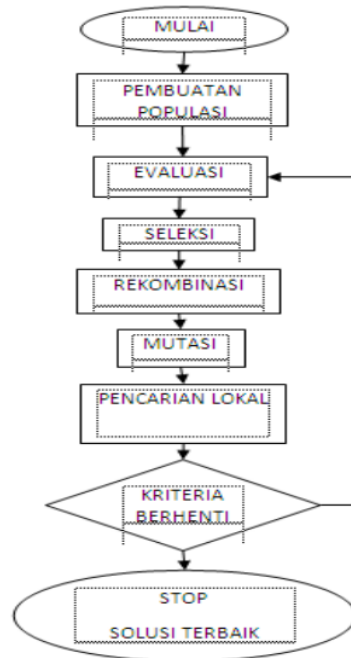 MULAI
PEMBUATAN
POPULASI
EVALUASI
SELEKSI
REKOMBINASI
MUTASI
PENCARIAN LOKAL
KRITERIA
BERHENTI
STOP
SOLUSI TERBAIK